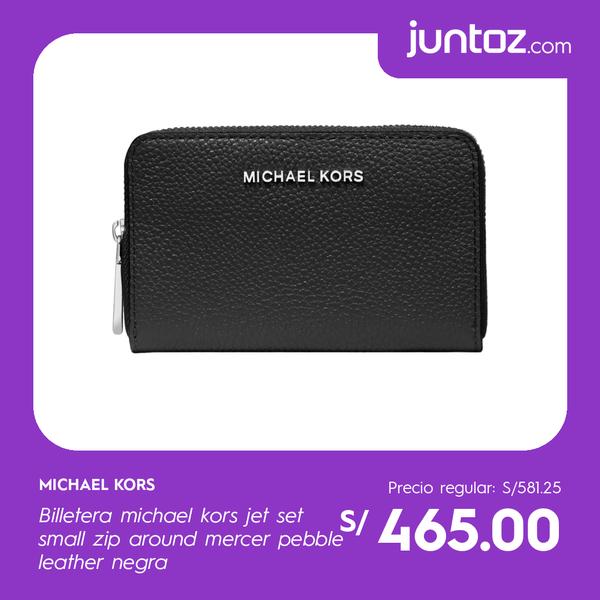 juntoz.com
MICHAEL KORS
MICHAEL KORS
Billetera michael kors jet set
small zip around mercer pebble
leather negra
Precio regular: S/581.25
S/ 465.00